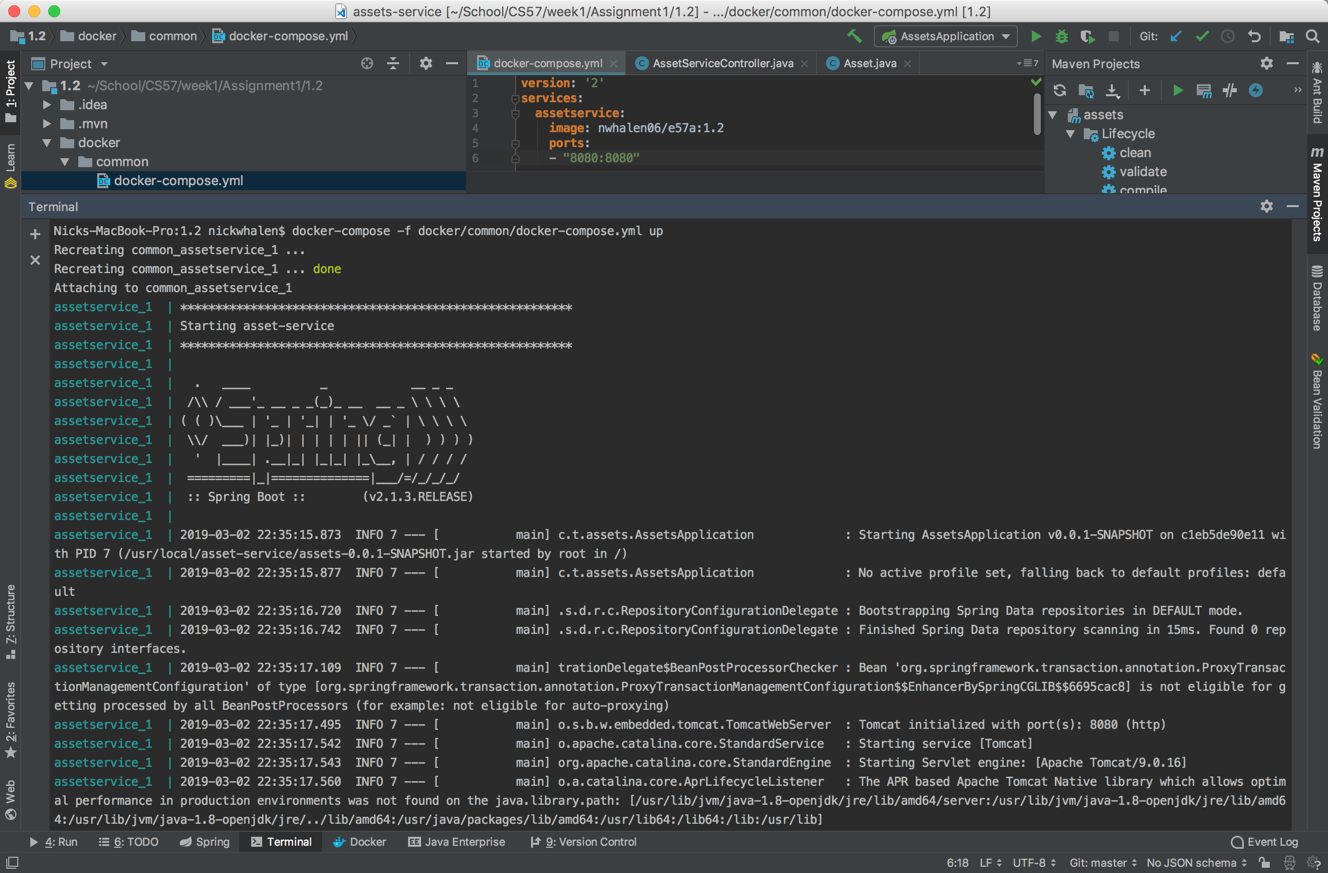 assets-service [~/School/CS57/week1/Assignment1/1.2] - .../docker/common/docker-compose.yml [1.2]
1.2 docker common docker-compose.yml AssetsApplication Git:
Project docker-compose.yml AssetServiceController.java Asset.java 7 Maven Projects
1.2 ~/School/CS57/week1/Assignment1/1.2
.idea
.mvn
docker
common
docker-compose.yml
1 version: '2'
2 services:
3 assetservice:
4 image: nwhalen06/e57a:1.2
5 ports:
6 - "8080:8080"
assets
Lifecycle
clean
validate
compile
1: Project
Learn
Z: Structure
2: Favorites
Web
Ant Build
Maven Projects
Database
Bean Validation
Terminal
Nicks-MacBook-Pro:1.2 nickwhalen$ docker-compose -f docker/common/docker-compose.yml up
Recreating common_assetservice_1 ...
Recreating common_assetservice_1 ... done
Attaching to common_assetservice_1
assetservice_1 | ********************************************************
assetservice_1 | Starting asset-service
assetservice_1 | ********************************************************
assetservice_1 |
assetservice_1 |   .   ____          _            __ _ _
assetservice_1 |  /\\ / ___'_ __ _ _(_)_ __  __ _ \ \ \ \
assetservice_1 | ( ( )\___ | '_ | '_| | '_ \/ _` | \ \ \ \
assetservice_1 |  \\/  ___)| |_)| | | | | || (_| |  ) ) ) )
assetservice_1 |   '  |____| .__|_| |_|_| |_\__, | / / / /
assetservice_1 |  =========|_|==============|___/=/_/_/_/
assetservice_1 |  :: Spring Boot ::        (v2.1.3.RELEASE)
assetservice_1 |
assetservice_1 | 2019-03-02 22:35:15.873  INFO 7 --- [           main] c.t.assets.AssetsApplication             : Starting AssetsApplication v0.0.1-SNAPSHOT on c1eb5de90e11 wi
th PID 7 (/usr/local/asset-service/assets-0.0.1-SNAPSHOT.jar started by root in /)
assetservice_1 | 2019-03-02 22:35:15.877  INFO 7 --- [           main] c.t.assets.AssetsApplication             : No active profile set, falling back to default profiles: defa
ult
assetservice_1 | 2019-03-02 22:35:16.720  INFO 7 --- [           main] .s.d.r.c.RepositoryConfigurationDelegate : Bootstrapping Spring Data repositories in DEFAULT mode.
assetservice_1 | 2019-03-02 22:35:16.742  INFO 7 --- [           main] .s.d.r.c.RepositoryConfigurationDelegate : Finished Spring Data repository scanning in 15ms. Found 0 rep
ository interfaces.
assetservice_1 | 2019-03-02 22:35:17.109  INFO 7 --- [           main] trationDelegate$BeanPostProcessorChecker : Bean 'org.springframework.transaction.annotation.ProxyTransac
tionManagementConfiguration' of type [org.springframework.transaction.annotation.ProxyTransactionManagementConfiguration$$EnhancerBySpringCGLIB$$6695cac8] is not eligible for g
etting processed by all BeanPostProcessors (for example: not eligible for auto-proxying)
assetservice_1 | 2019-03-02 22:35:17.495  INFO 7 --- [           main] o.s.b.w.embedded.tomcat.TomcatWebServer  : Tomcat initialized with port(s): 8080 (http)
assetservice_1 | 2019-03-02 22:35:17.542  INFO 7 --- [           main] o.apache.catalina.core.StandardService   : Starting service [Tomcat]
assetservice_1 | 2019-03-02 22:35:17.543  INFO 7 --- [           main] org.apache.catalina.core.StandardEngine  : Starting Servlet engine: [Apache Tomcat/9.0.16]
assetservice_1 | 2019-03-02 22:35:17.560  INFO 7 --- [           main] o.a.catalina.core.AprLifecycleListener   : The APR based Apache Tomcat Native library which allows optim
al performance in production environments was not found on the java.library.path: [/usr/lib/jvm/java-1.8-openjdk/jre/lib/amd64/server:/usr/lib/jvm/java-1.8-openjdk/jre/lib/amd6
4:/usr/lib/jvm/java-1.8-openjdk/jre/../lib/amd64:/usr/java/packages/lib/amd64:/usr/lib64:/lib64:/lib:/usr/lib]
4: Run 6: TODO Spring Terminal Docker Java Enterprise 9: Version Control Event Log
6:18 LF UTF-8 Git: master No JSON schema